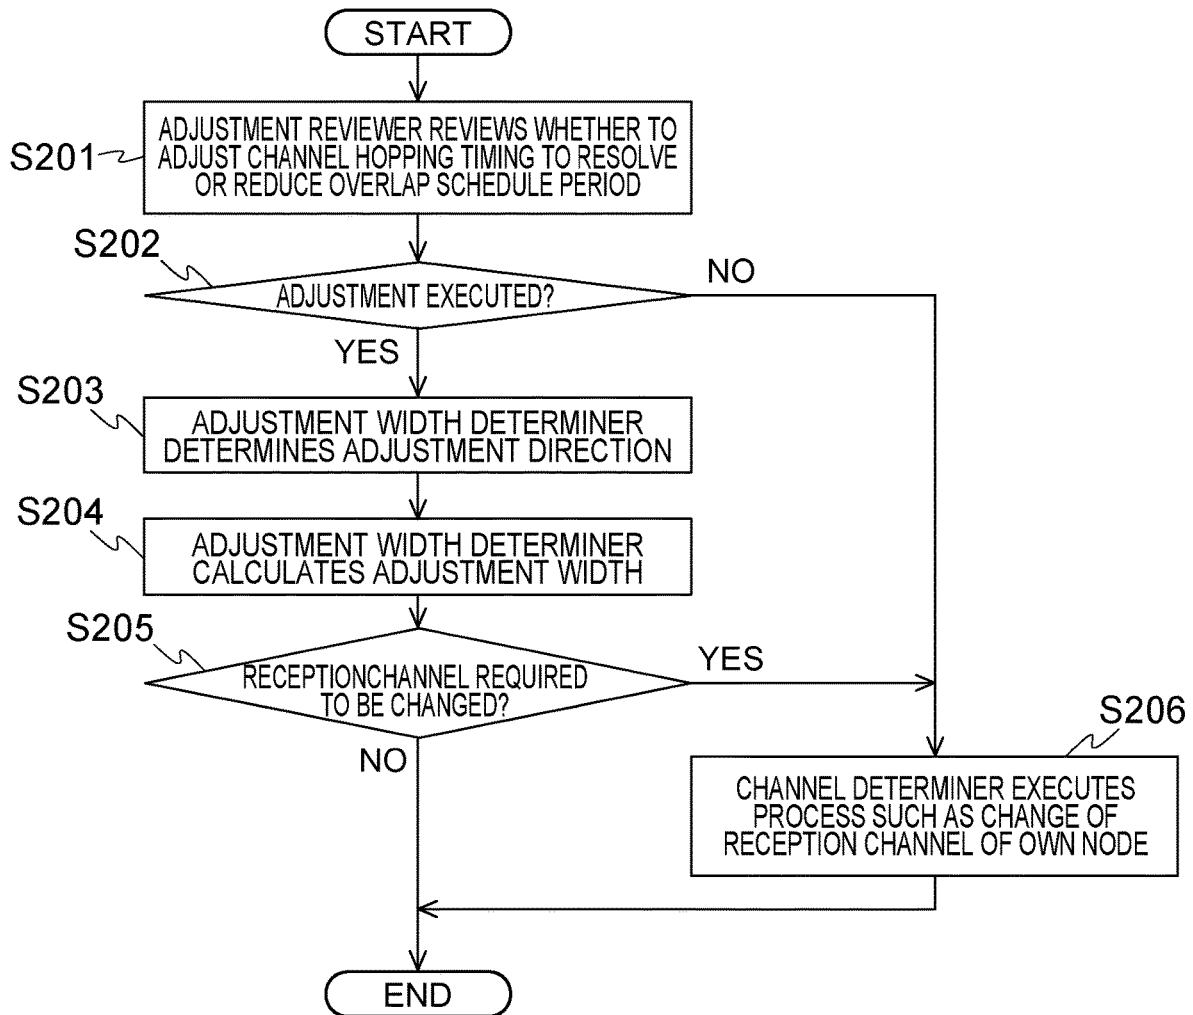 START
S201
ADJUSTMENT REVIEWER REVIEWS WHETHER TO
ADJUST CHANNEL HOPPING TIMING TO RESOLVE
OR REDUCE OVERLAP SCHEDULE PERIOD
S202
ADJUSTMENT EXECUTED?
NO
YES
S203
ADJUSTMENT WIDTH DETERMINER
DETERMINES ADJUSTMENT DIRECTION
S204
ADJUSTMENT WIDTH DETERMINER
CALCULATES ADJUSTMENT WIDTH
S205
RECEPTIONCHANNEL REQUIRED
TO BE CHANGED?
YES
NO
S206
CHANNEL DETERMINER EXECUTES
PROCESS SUCH AS CHANGE OF
RECEPTION CHANNEL OF OWN NODE
END